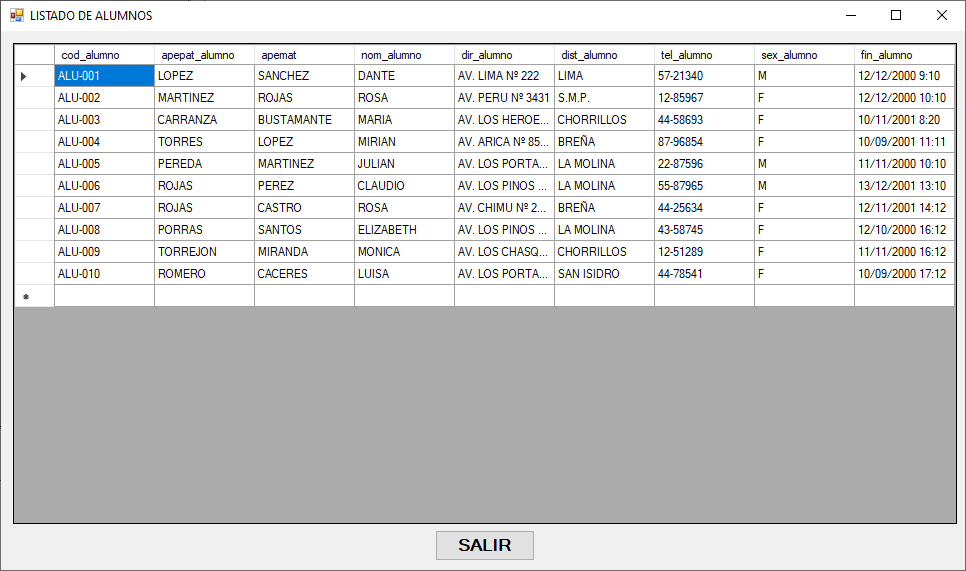 LISTADO DE ALUMNOS
cod_alumno apepat_alumno apemat nom_alumno dir_alumno dist_alumno tel_alumno sex_alumno fin_alumno
ALU-001 LOPEZ SANCHEZ DANTE AV. LIMA Nº 222 LIMA 57-21340 M 12/12/2000 9:10
ALU-002 MARTINEZ ROJAS ROSA AV. PERU Nº 3431 S.M.P. 12-85967 F 12/12/2000 10:10
ALU-003 CARRANZA BUSTAMANTE MARIA AV. LOS HEROE... CHORRILLOS 44-58693 F 10/11/2001 8:20
ALU-004 TORRES LOPEZ MIRIAN AV. ARICA Nº 85... BREÑA 87-96854 F 10/09/2001 11:11
ALU-005 PEREDA MARTINEZ JULIAN AV. LOS PORTA... LA MOLINA 22-87596 M 11/11/2000 10:10
ALU-006 ROJAS PEREZ CLAUDIO AV. LOS PINOS ... LA MOLINA 55-87965 M 13/12/2001 13:10
ALU-007 ROJAS CASTRO ROSA AV. CHIMU Nº 2... BREÑA 44-25634 F 12/11/2001 14:12
ALU-008 PORRAS SANTOS ELIZABETH AV. LOS PINOS ... LA MOLINA 43-58745 F 12/10/2000 16:12
ALU-009 TORREJON MIRANDA MONICA AV. LOS CHASQ... CHORRILLOS 12-51289 F 11/11/2000 16:12
ALU-010 ROMERO CACERES LUISA AV. LOS PORTA... SAN ISIDRO 44-78541 F 10/09/2000 17:12
SALIR